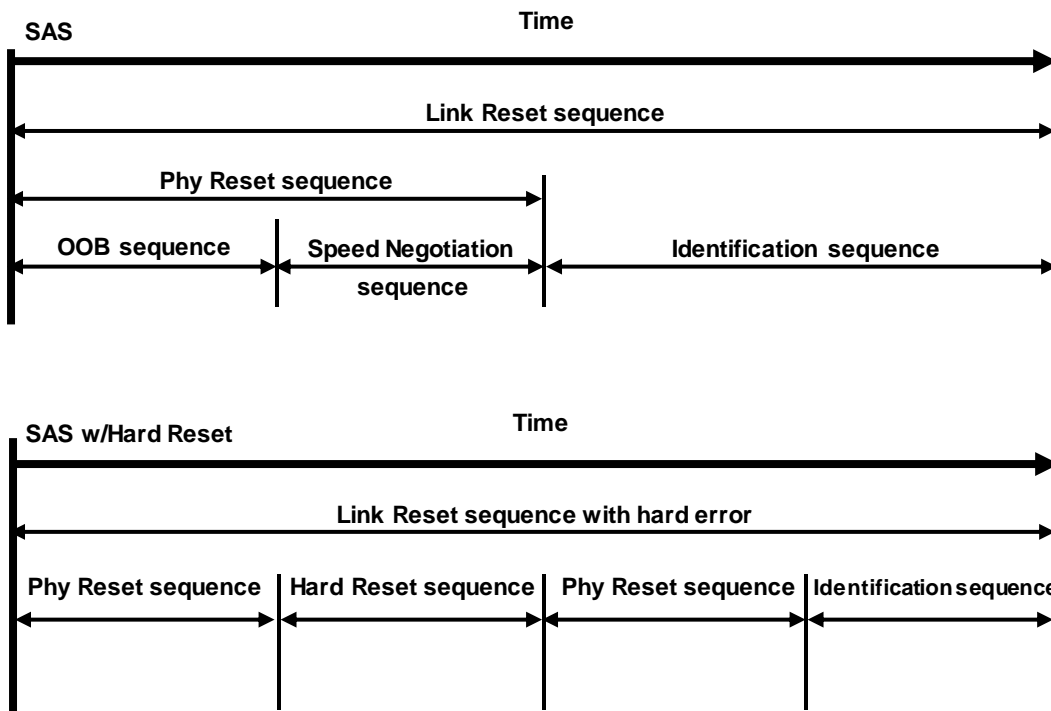 SAS
Time
Link Reset sequence
Phy Reset sequence
OOB sequence
Speed Negotiation
sequence
Identification sequence
SAS w/Hard Reset
Time
Link Reset sequence with hard error
Phy Reset sequence
Hard Reset sequence
Phy Reset sequence
Identification sequence